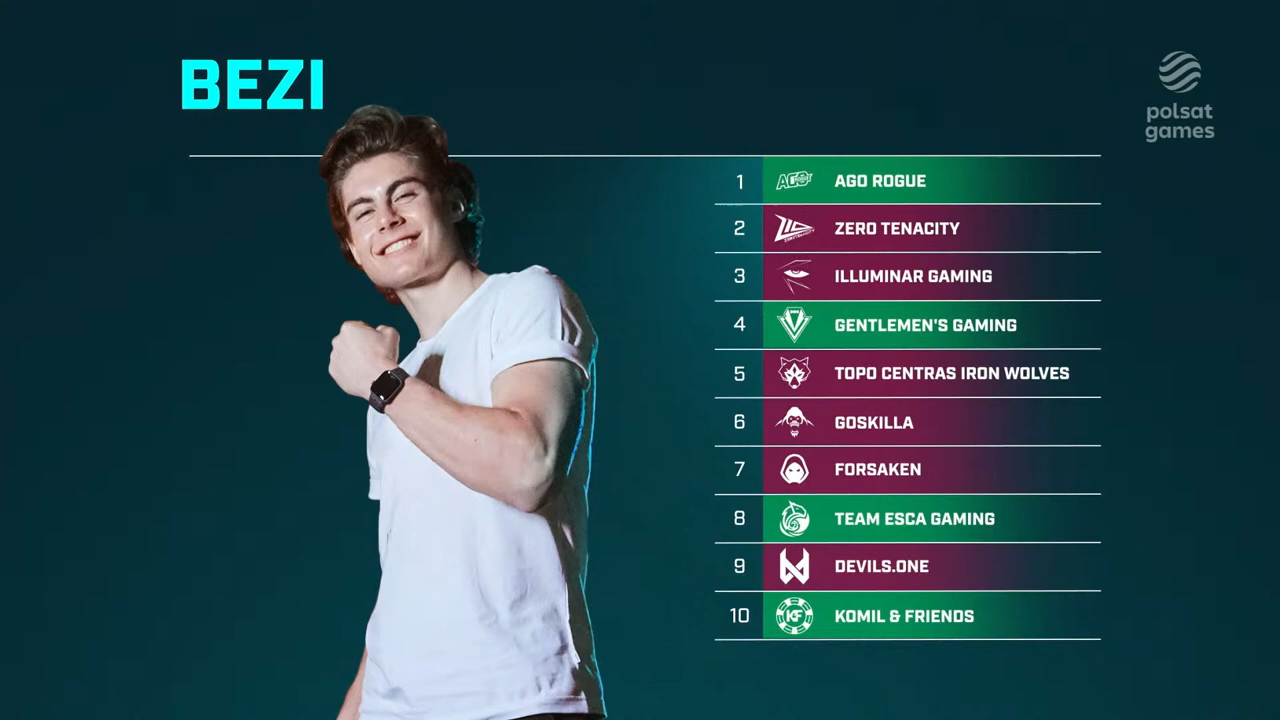 BEZI
polsat
games
1 AGO ROGUE
2 ZERO TENACITY
3 ILLUMINAR GAMING
4 GENTLEMEN'S GAMING
5 TOPO CENTRAS IRON WOLVES
6 GOSKILLA
7 FORSAKEN
8 TEAM ESCA GAMING
9 DEVILS.ONE
10 KF KOMIL & FRIENDS